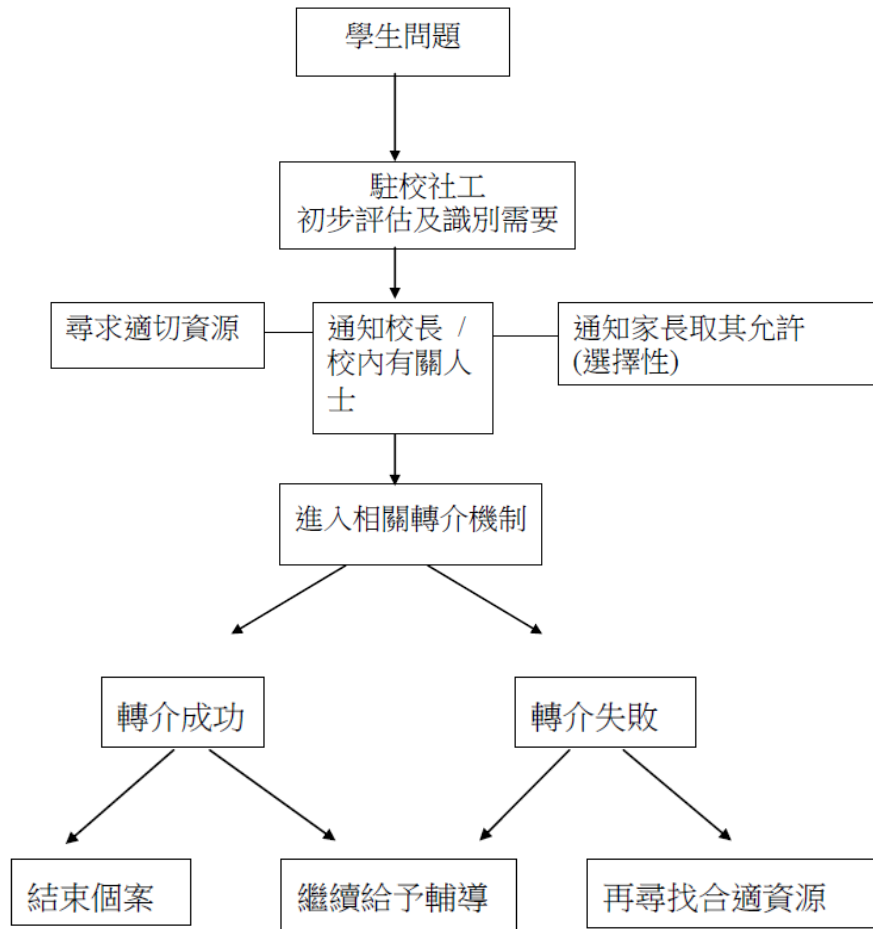 學生問題
駐校社工
初步評估及識別需要
尋求適切資源
通知校長 /
校內有關人
士
通知家長取其允許
(選擇性)
進入相關轉介機制
轉介成功
轉介失敗
結束個案
繼續給予輔導
再尋找合適資源